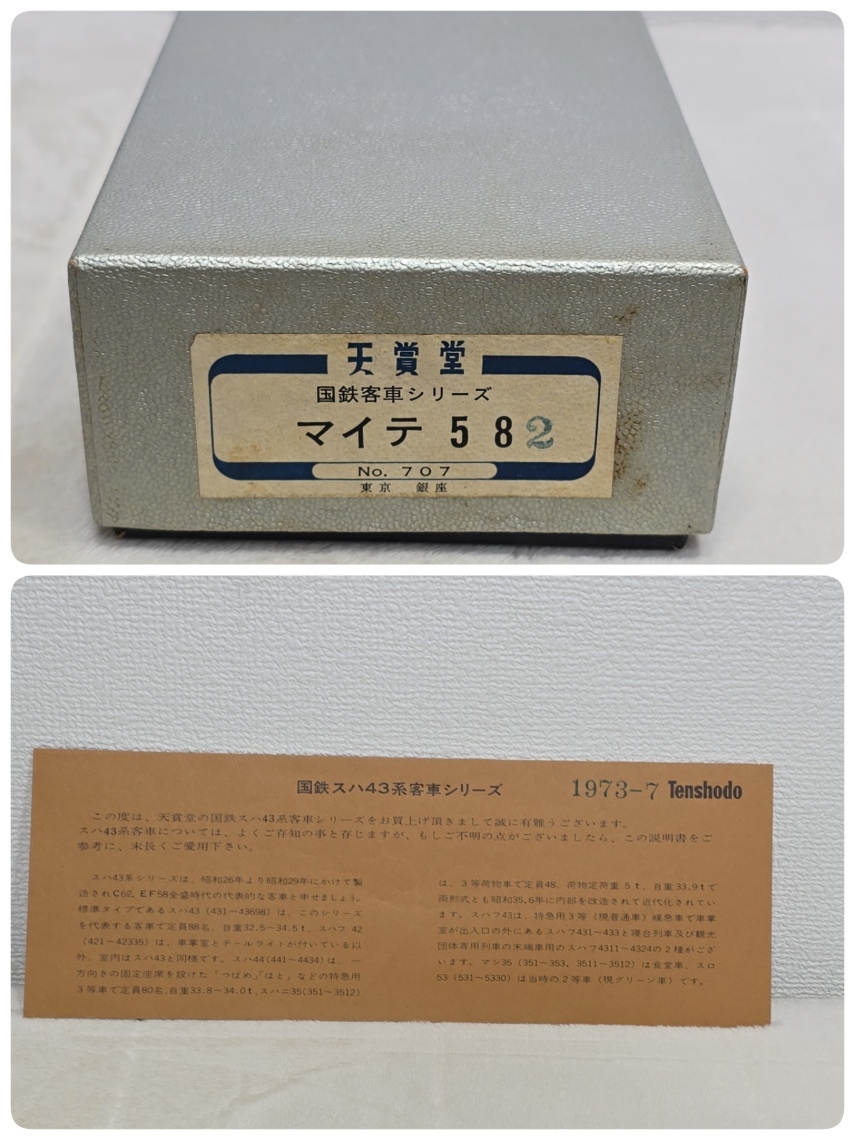 天賞堂
国鉄客車シリーズ
マイテ 582
No. 707
東京 銀座
国鉄スハ43系客車シリーズ
1973-7 Tenshodo
この度は、天賞堂の国鉄スハ43系客車シリーズをお買上げ頂きまして誠に有難うございます。
スハ43系客車については、よくご存知の事と存じますが、もしご不明の点がございましたら、この説明書をご
参考に、末長くご愛用下さい。
スハ43系シリーズは、昭和26年より昭和29年にかけて製
造されC62、EF58全盛時代の代表的な客車と申せましょう。
標準タイプであるスハ43（431〜43698）は、このシリーズ
を代表する客車で定員88名、自重32.5〜34.5t、スハフ 42
（421〜42335）は、車掌室とテールライトが付いている以
外、室内はスハ43と同様です。スハ44（441〜4434）は、一
方向きの固定座席を設けた「つばめ」「はと」などの特急用
3等車で定員80名、自重33.8〜34.0t、スハニ35（351〜3512）
は、3等荷物車で定員48、荷物定荷重5t、自重33.9tで
両形式とも昭和35.6年に内部を改造されて近代化されてい
ます。スハフ43は、特急用3等（現普通車）緩急車で車掌
室が出入口の外にあるスハフ431〜433と寝台列車及び観光
団体専用列車の末端車用のスハフ4311〜4324の2種がござ
います。マシ35（351〜353、3511〜3512）は食堂車、スロ
53（531〜5330）は当時の2等車（現グリーン車）です。